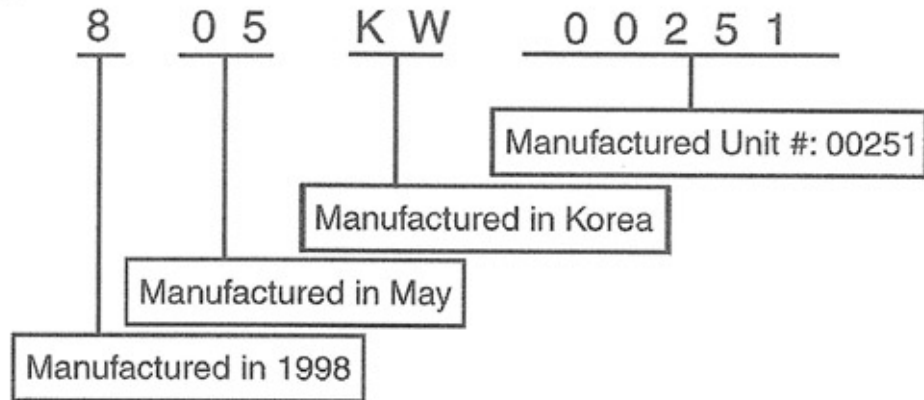 8 05 KW 00251
Manufactured Unit #: 00251
Manufactured in Korea
Manufactured in May
Manufactured in 1998